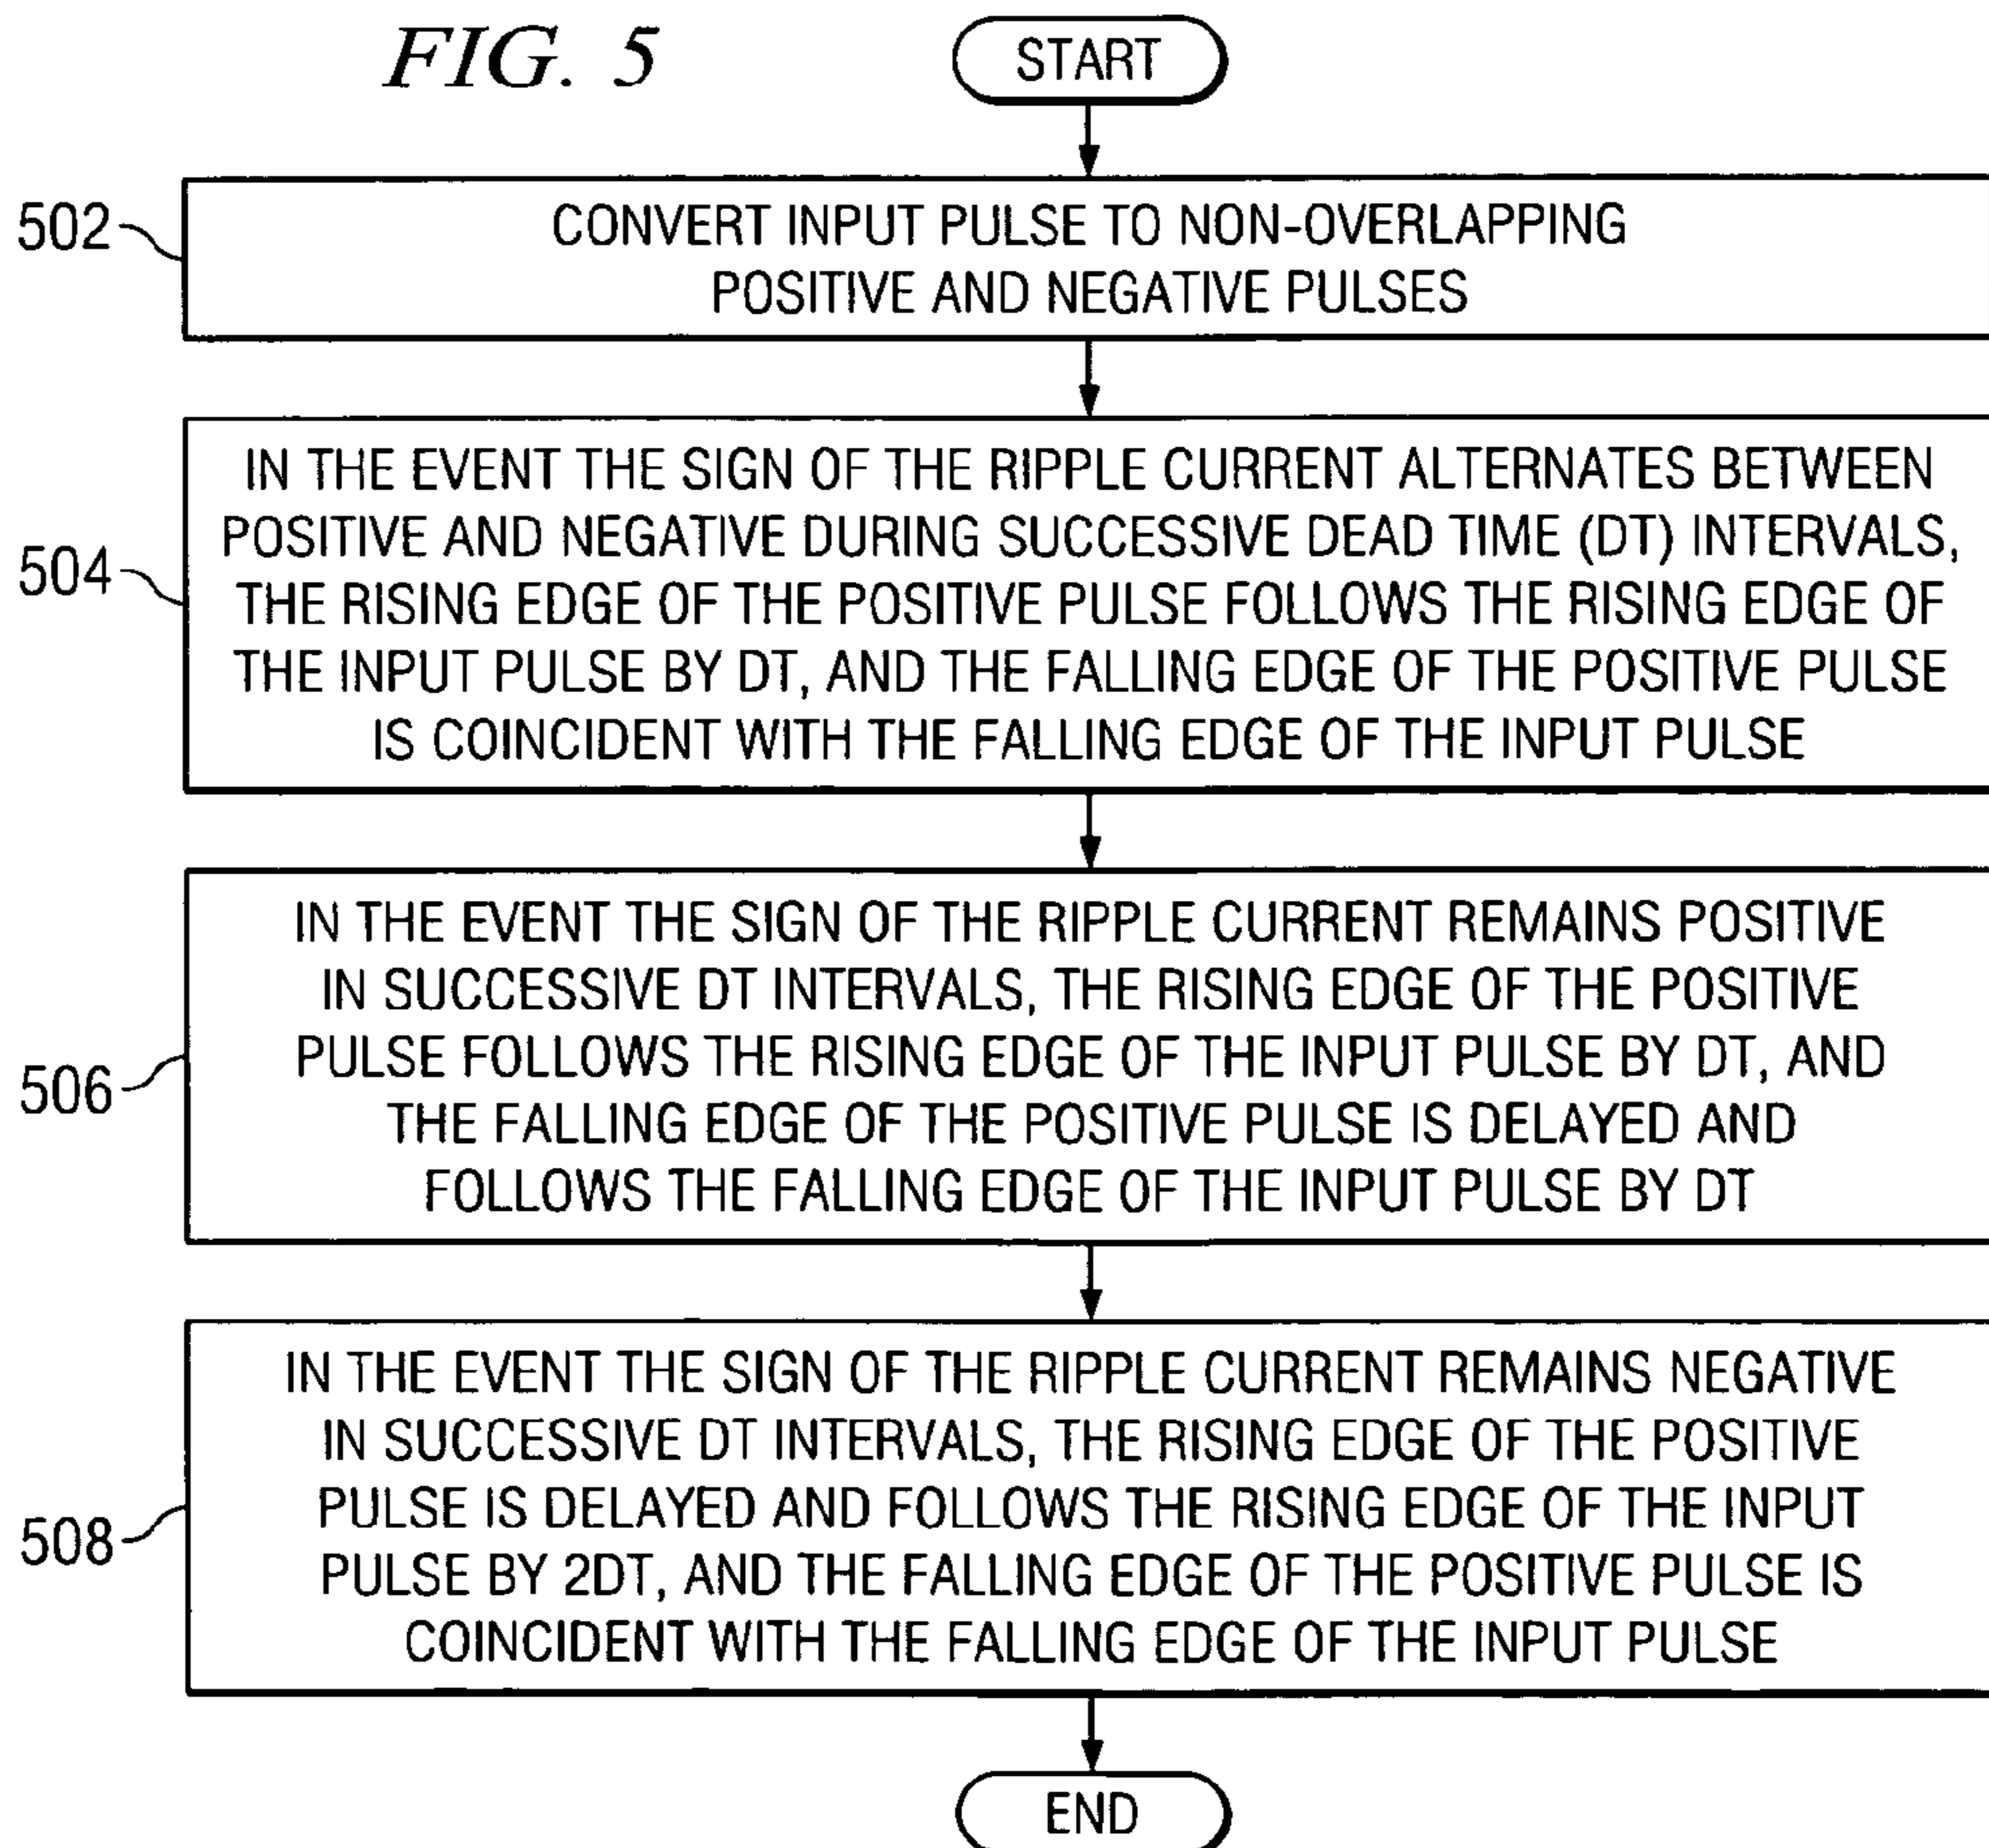 FIG. 5
START
502
CONVERT INPUT PULSE TO NON-OVERLAPPING
POSITIVE AND NEGATIVE PULSES
504
IN THE EVENT THE SIGN OF THE RIPPLE CURRENT ALTERNATES BETWEEN
POSITIVE AND NEGATIVE DURING SUCCESSIVE DEAD TIME (DT) INTERVALS,
THE RISING EDGE OF THE POSITIVE PULSE FOLLOWS THE RISING EDGE OF
THE INPUT PULSE BY DT, AND THE FALLING EDGE OF THE POSITIVE PULSE
IS COINCIDENT WITH THE FALLING EDGE OF THE INPUT PULSE
506
IN THE EVENT THE SIGN OF THE RIPPLE CURRENT REMAINS POSITIVE
IN SUCCESSIVE DT INTERVALS, THE RISING EDGE OF THE POSITIVE
PULSE FOLLOWS THE RISING EDGE OF THE INPUT PULSE BY DT, AND
THE FALLING EDGE OF THE POSITIVE PULSE IS DELAYED AND
FOLLOWS THE FALLING EDGE OF THE INPUT PULSE BY DT
508
IN THE EVENT THE SIGN OF THE RIPPLE CURRENT REMAINS NEGATIVE
IN SUCCESSIVE DT INTERVALS, THE RISING EDGE OF THE POSITIVE
PULSE IS DELAYED AND FOLLOWS THE RISING EDGE OF THE INPUT
PULSE BY 2DT, AND THE FALLING EDGE OF THE POSITIVE PULSE IS
COINCIDENT WITH THE FALLING EDGE OF THE INPUT PULSE
END